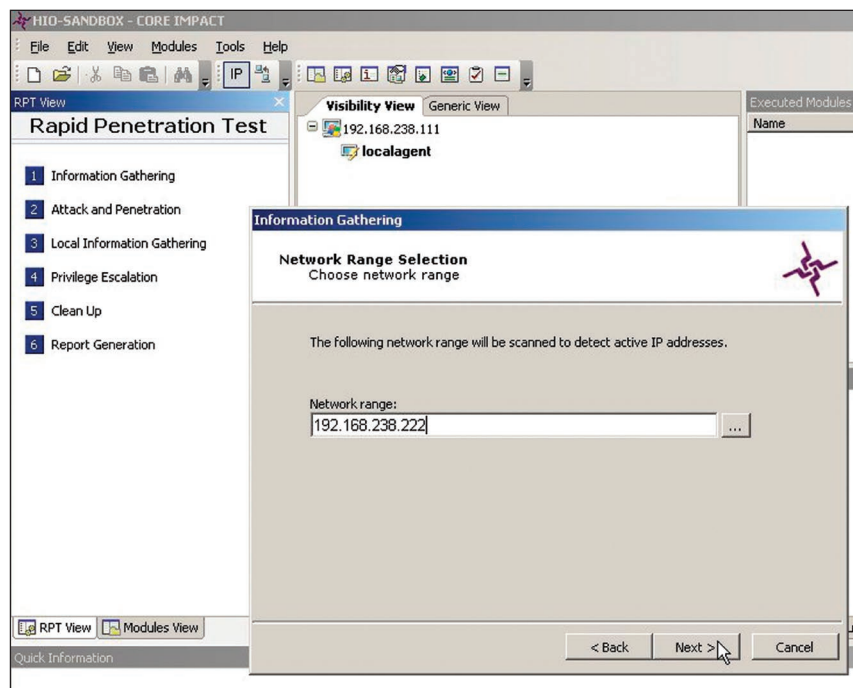 HIO-SANDBOX - CORE IMPACT
File Edit View Modules Tools Help
IP
RPT View
Rapid Penetration Test
1 Information Gathering
2 Attack and Penetration
3 Local Information Gathering
4 Privilege Escalation
5 Clean Up
6 Report Generation
Visibility View Generic View
192.168.238.111
localagent
Executed Modules
Name
Information Gathering
Network Range Selection
Choose network range
The following network range will be scanned to detect active IP addresses.
Network range:
192.168.238.222
...
< Back Next > Cancel
RPT View Modules View
Quick Information